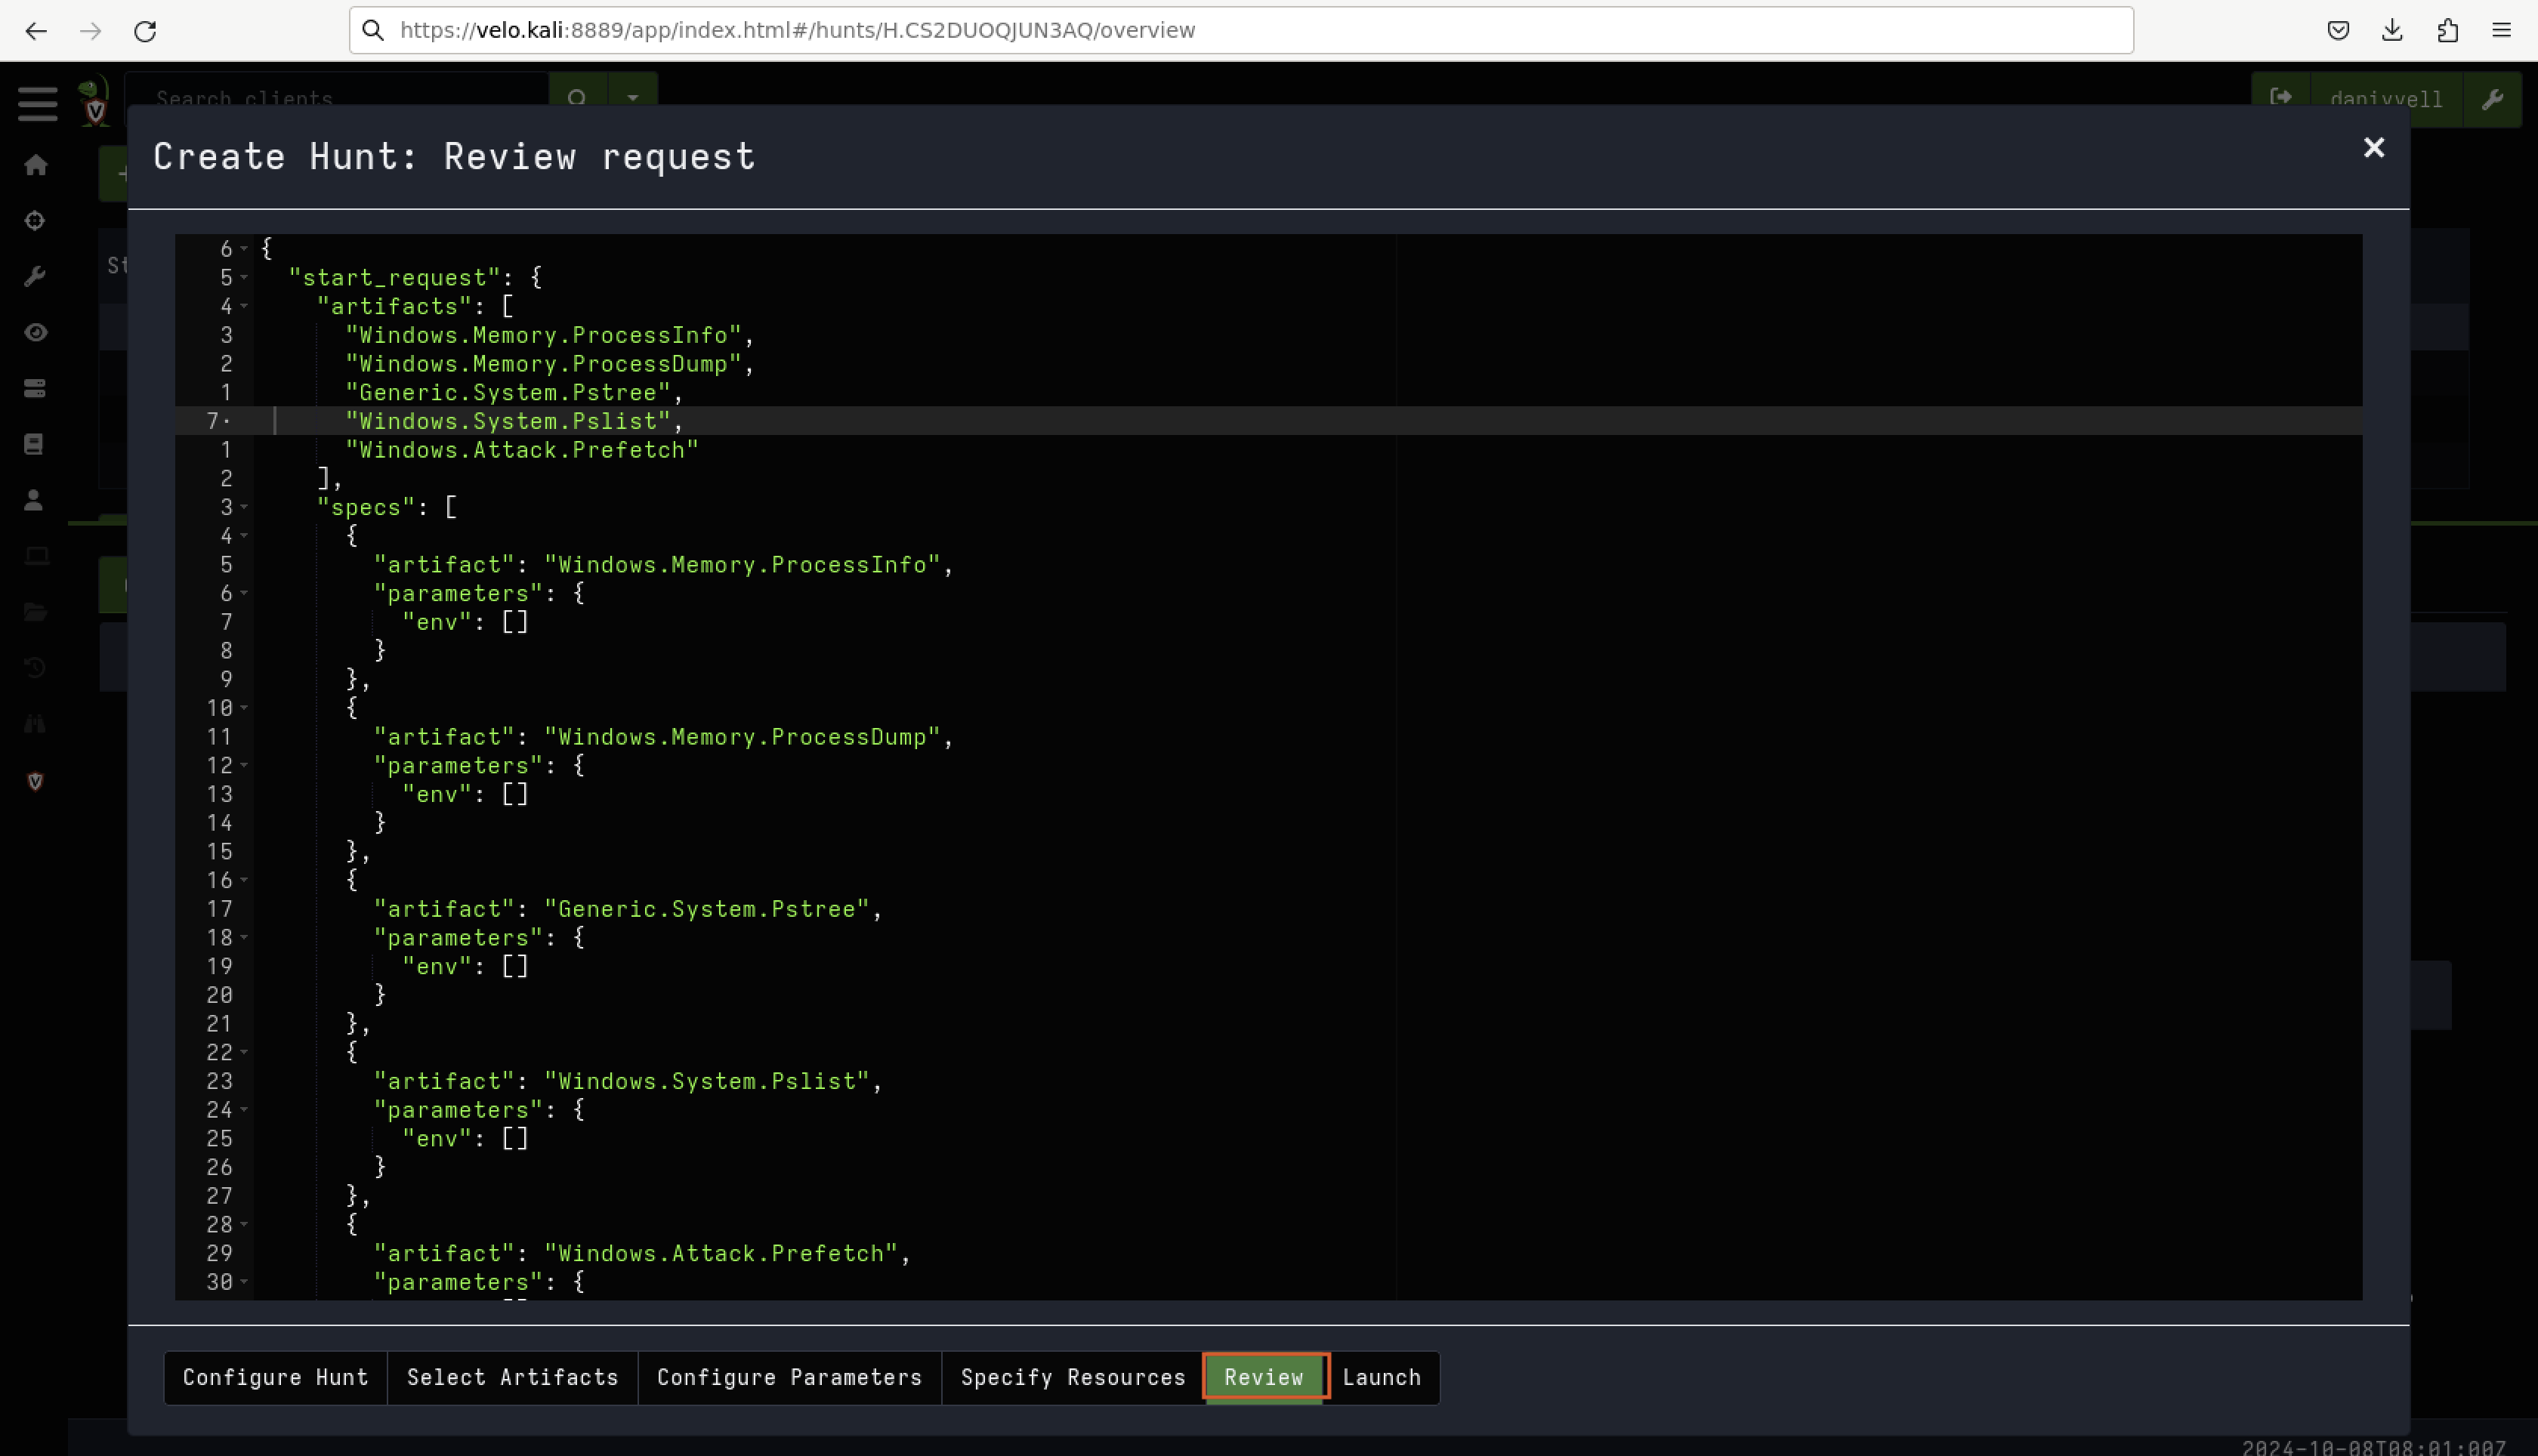 https://velo.kali:8889/app/index.html#/hunts/H.CS2DUOQJUN3AQ/overview
Search clients
daniyyell
Create Hunt: Review request
St
6 {
5 "start_request": {
4 "artifacts": [
3 "Windows.Memory.ProcessInfo",
2 "Windows.Memory.ProcessDump",
1 "Generic.System.Pstree",
7· "Windows.System.Pslist",
1 "Windows.Attack.Prefetch"
2 ],
3 "specs": [
4 {
5 "artifact": "Windows.Memory.ProcessInfo",
6 "parameters": {
7 "env": []
8 }
9 },
10 {
11 "artifact": "Windows.Memory.ProcessDump",
12 "parameters": {
13 "env": []
14 }
15 },
16 {
17 "artifact": "Generic.System.Pstree",
18 "parameters": {
19 "env": []
20 }
21 },
22 {
23 "artifact": "Windows.System.Pslist",
24 "parameters": {
25 "env": []
26 }
27 },
28 {
29 "artifact": "Windows.Attack.Prefetch",
30 "parameters": {
Configure Hunt
Select Artifacts
Configure Parameters
Specify Resources
Review
Launch
2024-10-08T08:01:00Z